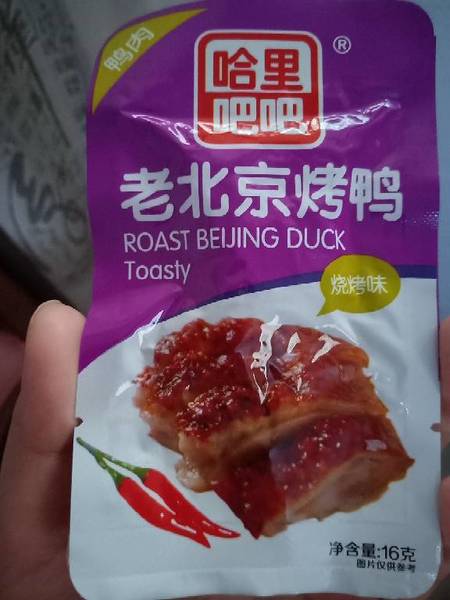 鸭肉
哈里
吧吧
®
老北京烤鸭
ROAST BEIJING DUCK
Toasty
烧烤味
净含量:16克
图片仅供参考